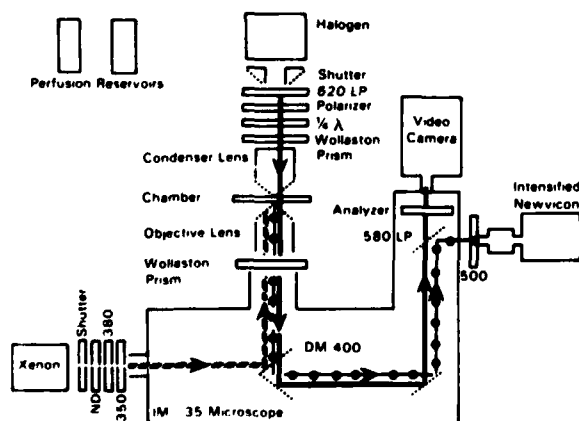 Halogen
Perfusion Reservoirs
Shutter
620 LP
Polarizer
¼ λ
Wollaston
Prism
Condenser Lens
Video
Camera
Chamber
Analyzer
Intensified
Newvicon
Objective Lens
580 LP
Wollaston
Prism
500
Shutter
ND
380
350
Xenon
DM 400
IM 35 Microscope